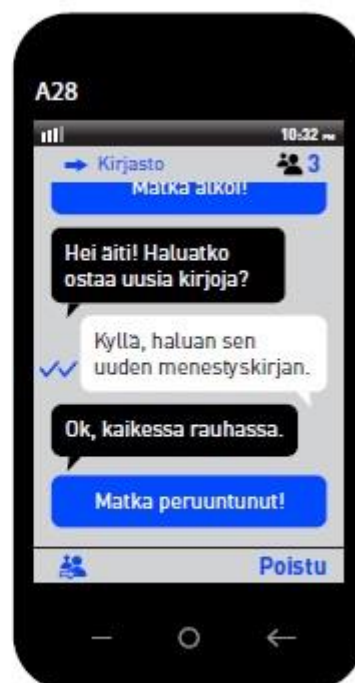 A28
10:32
Kirjasto
3
Matka alkoi!
Hei äiti! Haluatko
ostaa uusia kirjoja?
Kyllä, haluan sen
uuden menestyskirjan.
Ok, kaikessa rauhassa.
Matka peruuntunut!
Poistu